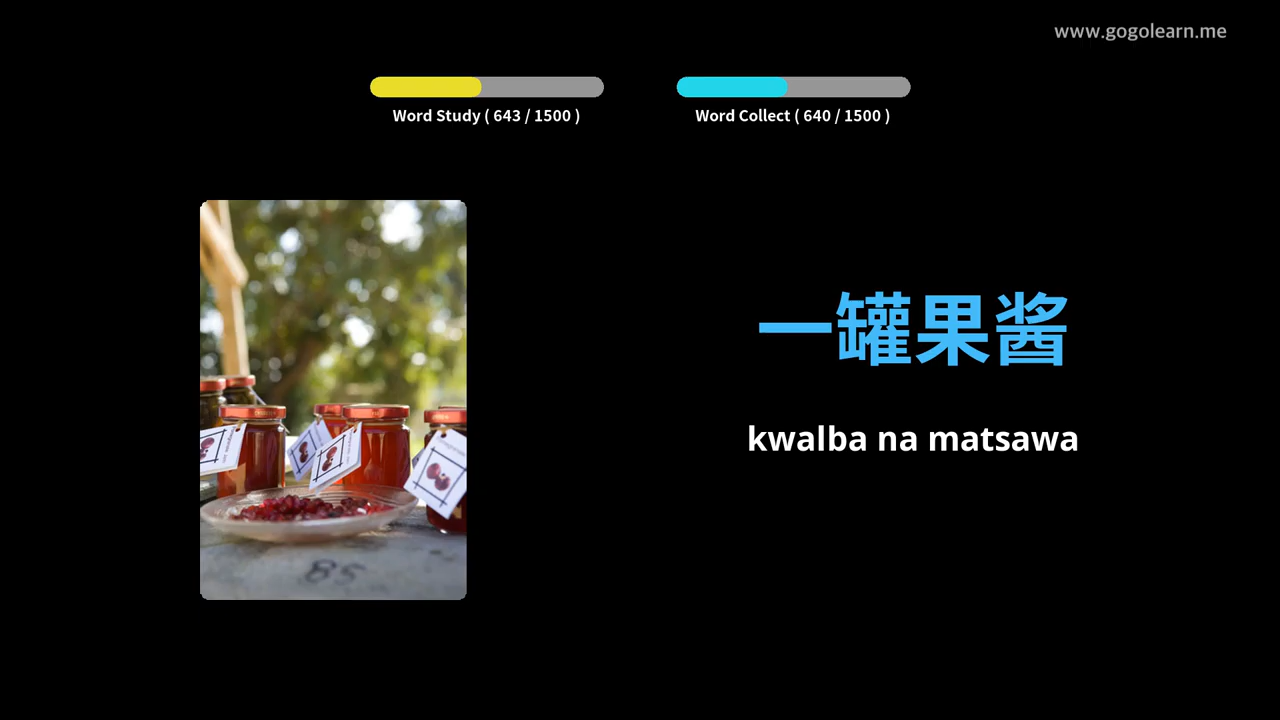 www.gogolearn.me
Word Study ( 643 / 1500 )
Word Collect ( 640 / 1500 )
一罐果酱
kwalba na matsawa
85